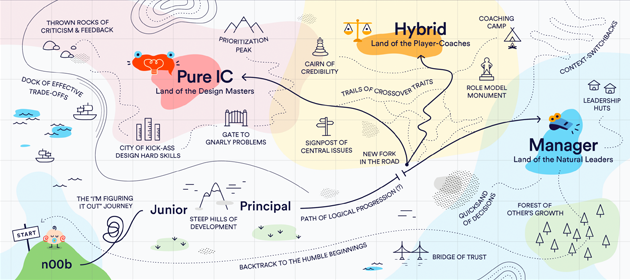 THROWN ROCKS OF
CRITICISM & FEEDBACK
PRIORITIZATION
PEAK
Hybrid
Land of the Player-Coaches
COACHING
CAMP
CONTEXT-SWITCHBACKS
CAIRN OF
CREDIBILITY
Pure IC
Land of the Design Masters
DOCK OF EFFECTIVE
TRADE-OFFS
TRAILS OF CROSSOVER TRAITS
ROLE MODEL
MONUMENT
LEADERSHIP
HUTS
CITY OF KICK-ASS
DESIGN HARD SKILLS
GATE TO
GNARLY PROBLEMS
SIGNPOST OF
CENTRAL ISSUES
NEW FORK
IN THE ROAD
Manager
Land of the Natural Leaders
THE "I'M FIGURING
IT OUT" JOURNEY
Junior
STEEP HILLS OF
DEVELOPMENT
Principal
PATH OF LOGICAL PROGRESSION (?)
QUICKSAND
OF DECISIONS
FOREST OF
OTHER'S GROWTH
START
n00b
BACKTRACK TO THE HUMBLE BEGINNINGS
BRIDGE OF TRUST